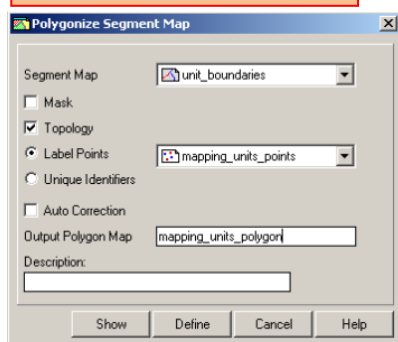 Polygonize Segment Map
Segment Map unit_boundaries
Mask
Topology
Label Points mapping_units_points
Unique Identifiers
Auto Correction
Output Polygon Map mapping_units_polygon
Description:
Show Define Cancel Help